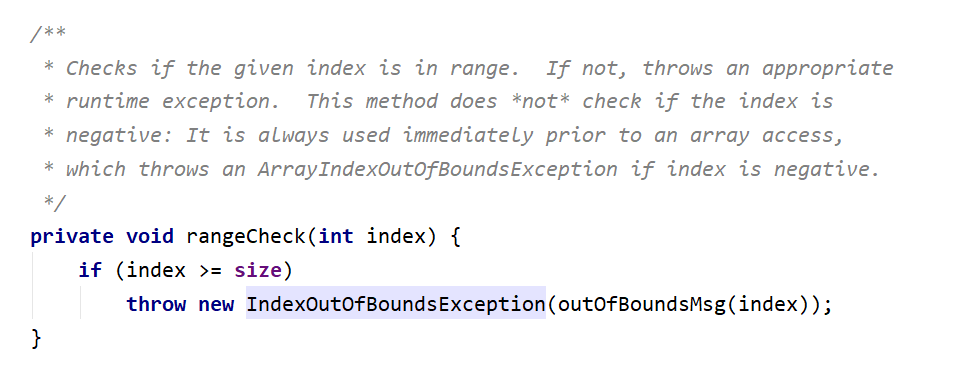 /**
 * Checks if the given index is in range.  If not, throws an appropriate
 * runtime exception.  This method does *not* check if the index is
 * negative: It is always used immediately prior to an array access,
 * which throws an ArrayIndexOutOfBoundsException if index is negative.
 */
private void rangeCheck(int index) {
    if (index >= size)
        throw new IndexOutOfBoundsException(outOfBoundsMsg(index));
}